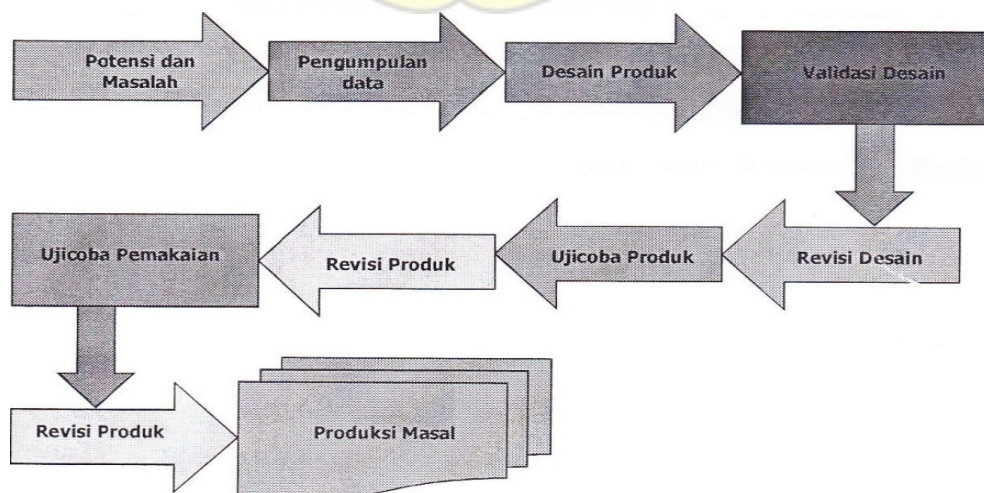 Potensi dan
Masalah
Pengumpulan
data
Desain Produk
Validasi Desain
Revisi Desain
Ujicoba Produk
Revisi Produk
Ujicoba Pemakaian
Revisi Produk
Produksi Masal